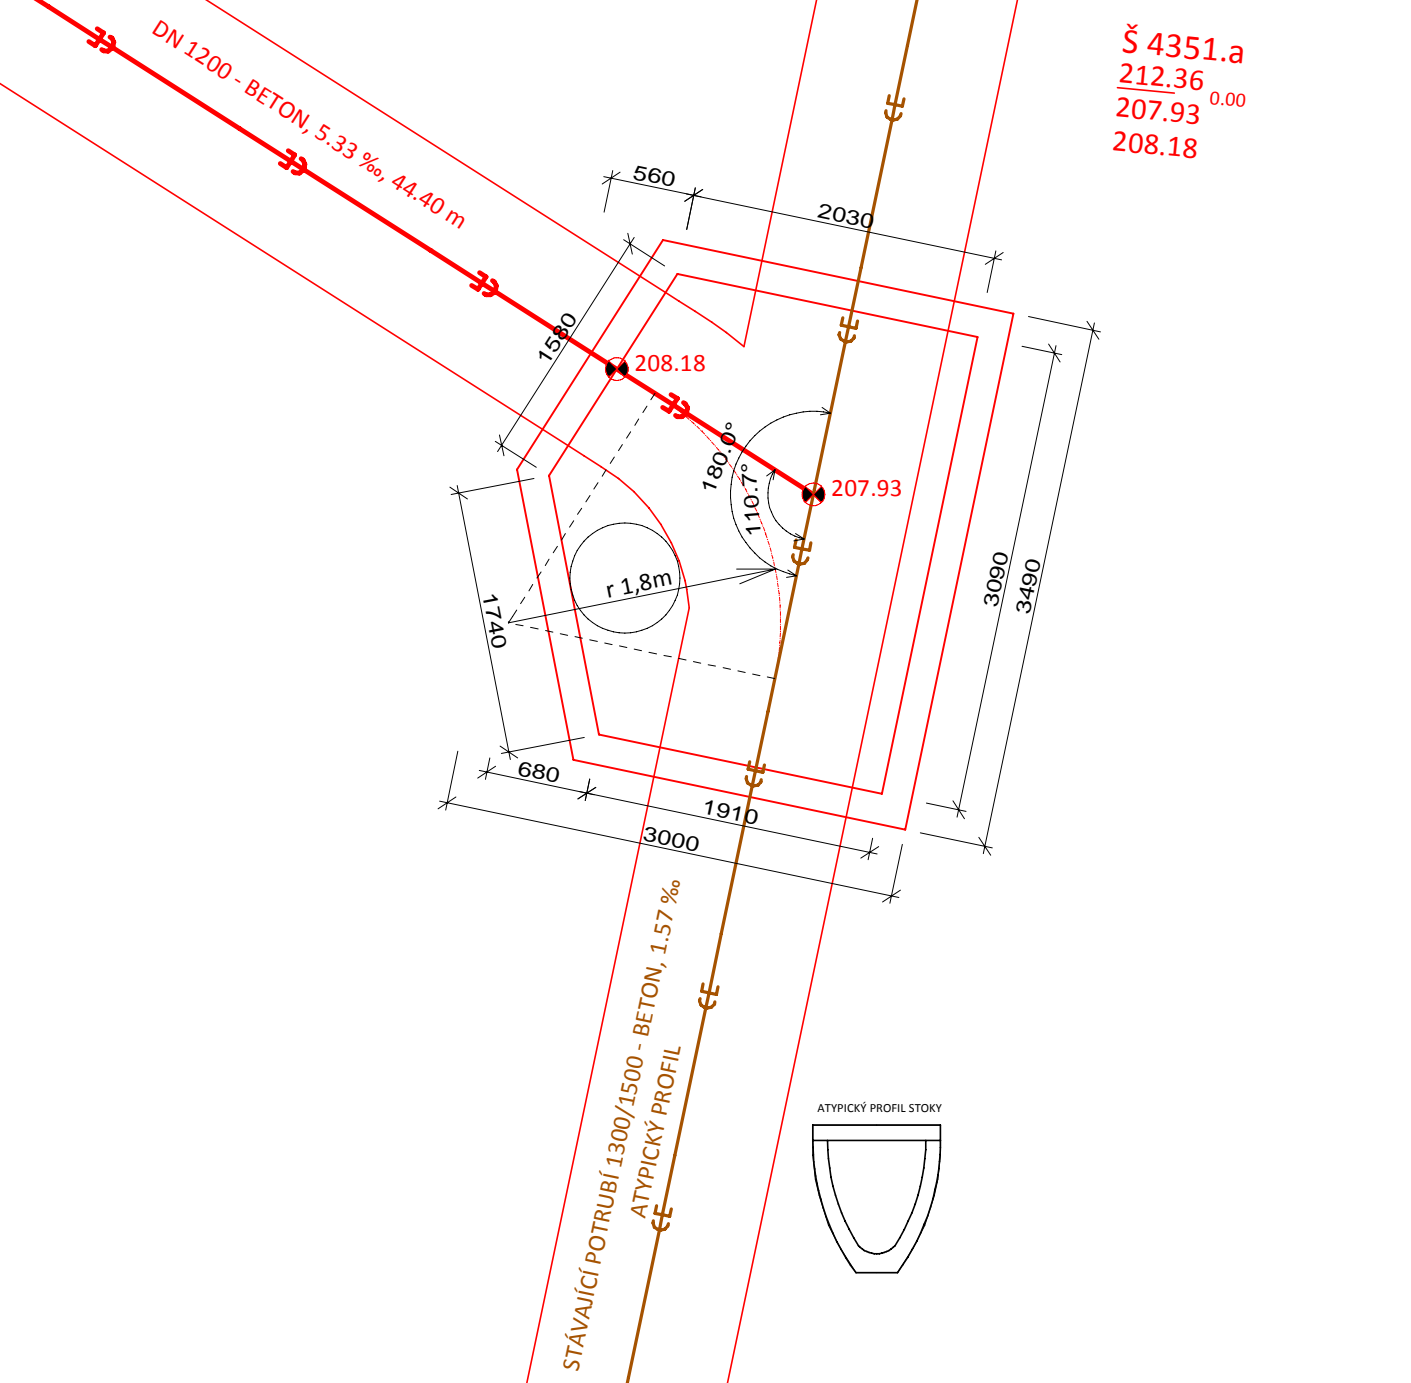 DN 1200 - BETON, 5.33 ‰, 44.40 m
Š 4351.a
212.36
0.00
207.93
208.18
560
2030
1580
208.18
180.0°
110.7°
207.93
r 1,8m
1740
3090
3490
680
1910
3000
STÁVAJÍCÍ POTRUBÍ 1300/1500 - BETON, 1.57 ‰
ATYPICKÝ PROFIL
ATYPICKÝ PROFIL STOKY